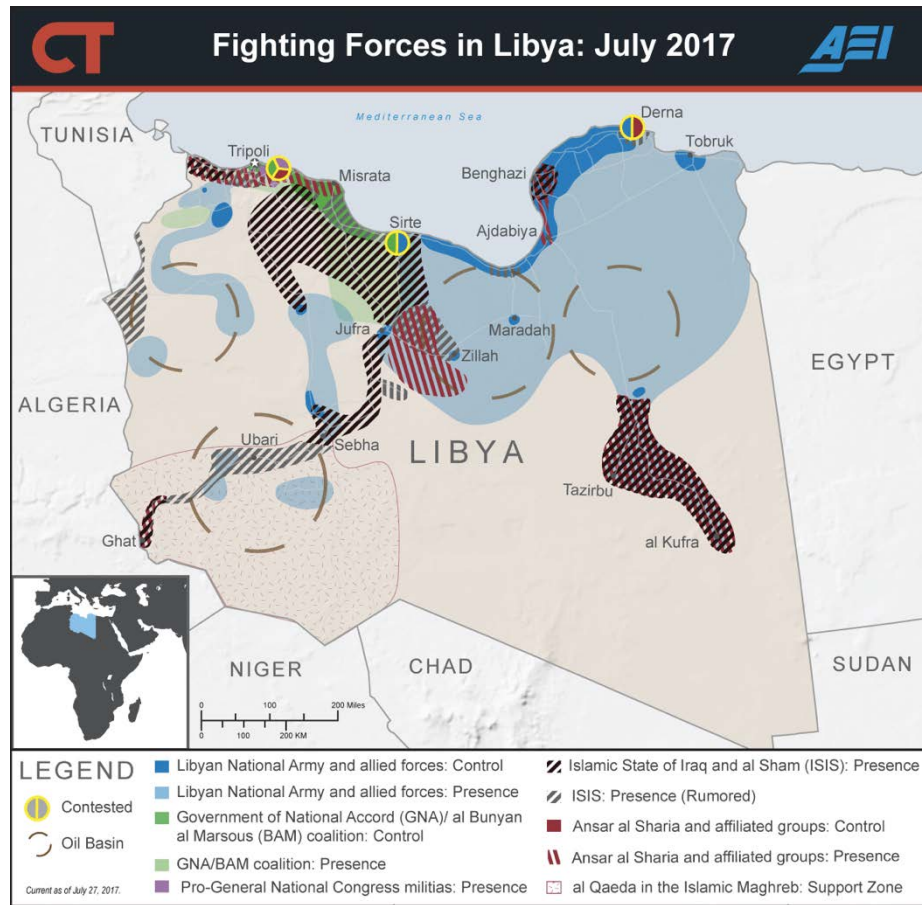 CT
Fighting Forces in Libya: July 2017
AEI
Mediterranean Sea
TUNISIA
Derna
Tobruk
Tripoli
Misrata
Benghazi
Sirte
Ajdabiya
Jufra
Maradah
Zillah
EGYPT
ALGERIA
Ubari
Sebha
LIBYA
Tazirbu
Ghat
al Kufra
NIGER
CHAD
SUDAN
0 100 200 Miles
0 100 200 KM
LEGEND
Contested
Oil Basin
Current as of July 27, 2017.
Libyan National Army and allied forces: Control
Libyan National Army and allied forces: Presence
Government of National Accord (GNA)/ al Bunyan
al Marsous (BAM) coalition: Control
GNA/BAM coalition: Presence
Pro-General National Congress militias: Presence
Islamic State of Iraq and al Sham (ISIS): Presence
ISIS: Presence (Rumored)
Ansar al Sharia and affiliated groups: Control
Ansar al Sharia and affiliated groups: Presence
al Qaeda in the Islamic Maghreb: Support Zone